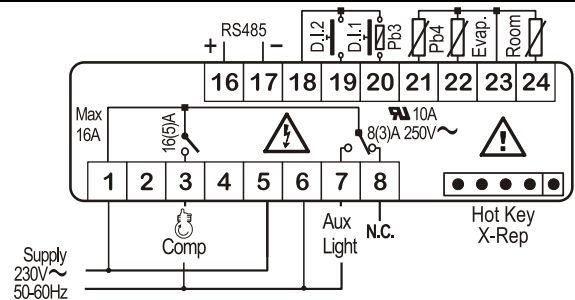 RS485
+ −
D.I.2
D.I.1
Pb3
Pb4
Evap.
Room
16 17 18 19 20 21 22 23 24
Max
16A
16(5)A
10A
8(3)A 250V~
1 2 3 4 5 6 7 8
Comp
Aux
Light
N.C.
Hot Key
X-Rep
Supply
230V~
50-60Hz